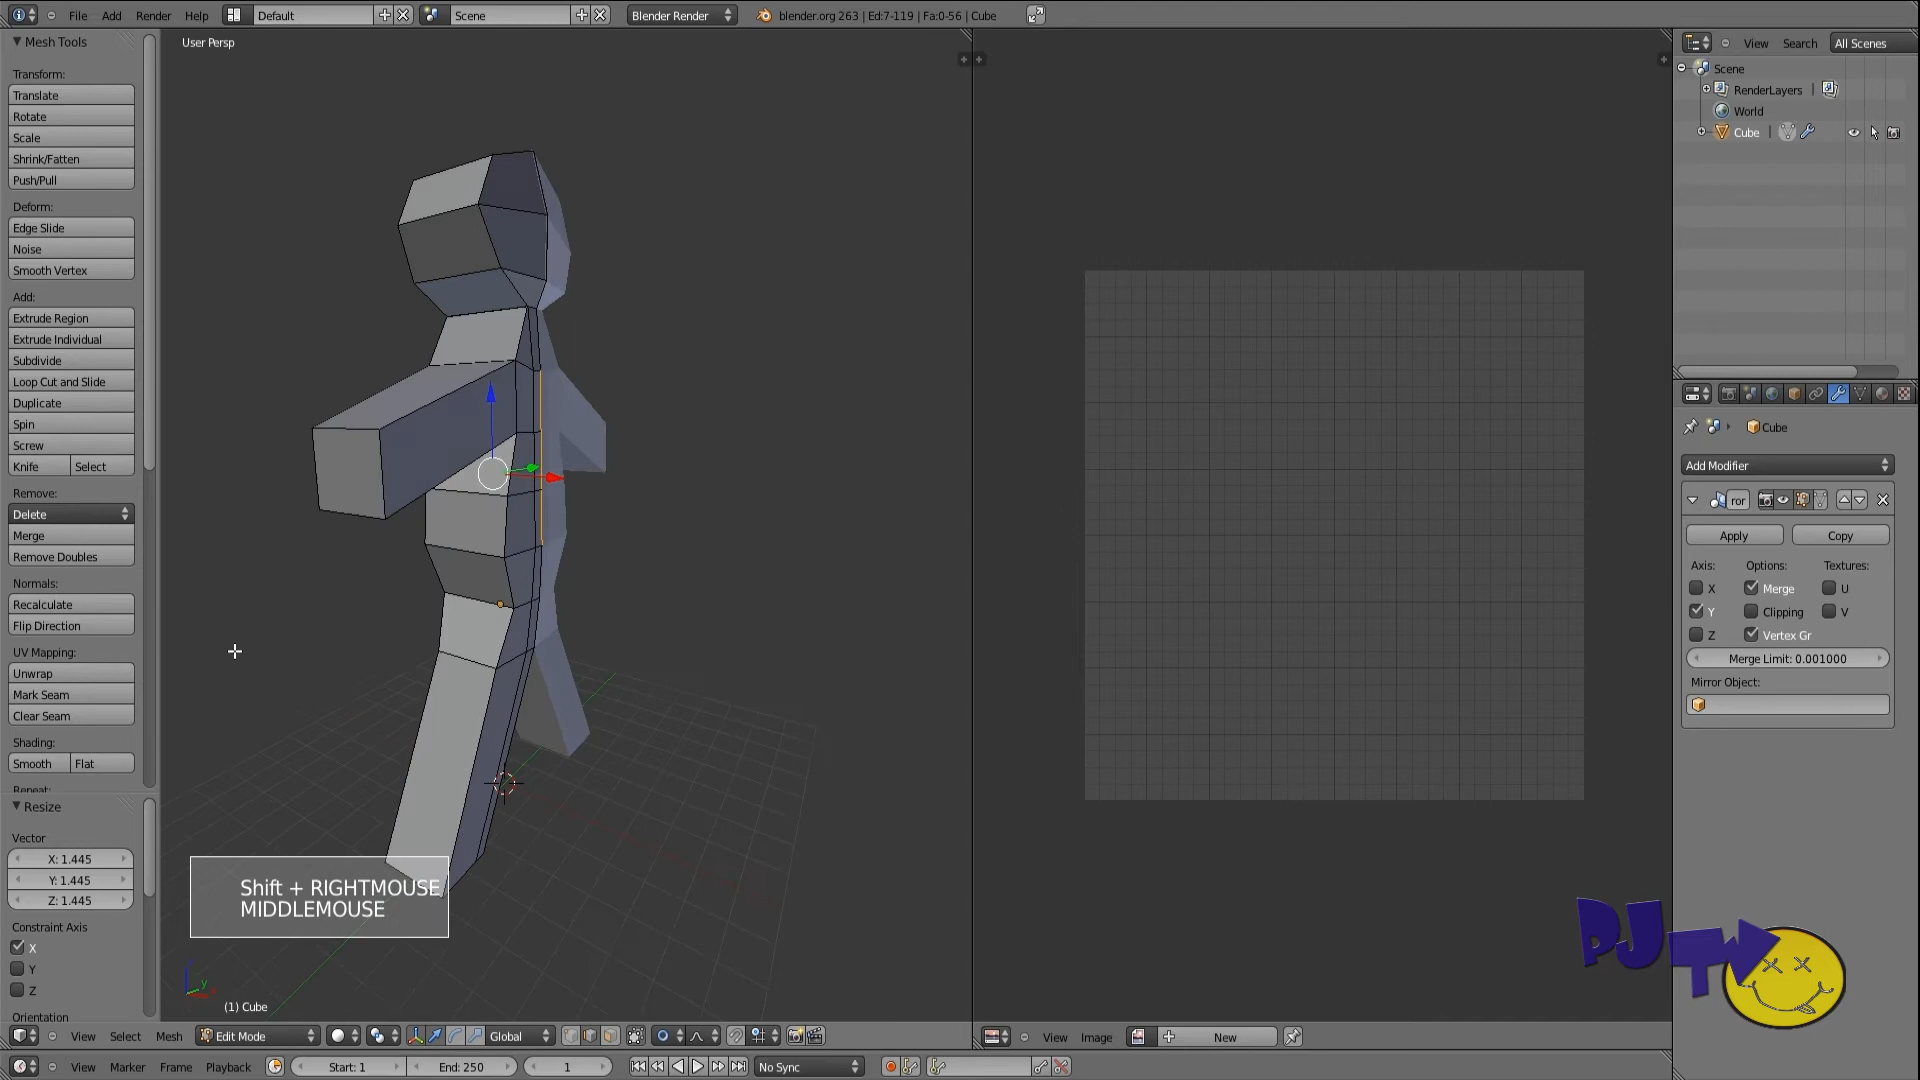 File Add Render Help Default Scene Blender Render blender.org 263 | Ed:7-119 | Fa:0-56 | Cube
Mesh Tools
Transform:
Translate
Rotate
Scale
Shrink/Fatten
Push/Pull
Deform:
Edge Slide
Noise
Smooth Vertex
Add:
Extrude Region
Extrude Individual
Subdivide
Loop Cut and Slide
Duplicate
Spin
Screw
Knife Select
Remove:
Delete
Merge
Remove Doubles
Normals:
Recalculate
Flip Direction
UV Mapping:
Unwrap
Mark Seam
Clear Seam
Shading:
Smooth Flat
Repeat:
Resize
Vector
X: 1.445
Y: 1.445
Z: 1.445
Constraint Axis
X
Y
Z
Orientation
User Persp
Shift + RIGHTMOUSE
MIDDLEMOUSE
y
(1) Cube
View Select Mesh Edit Mode Global
View Image New
View Marker Frame Playback Start: 1 End: 250 1 No Sync
View Search All Scenes
Scene
RenderLayers
World
Cube
Cube
Add Modifier
ror
Apply Copy
Axis: Options: Textures:
X Merge U
Y Clipping V
Z Vertex Gr
Merge Limit: 0.001000
Mirror Object:
PJTV